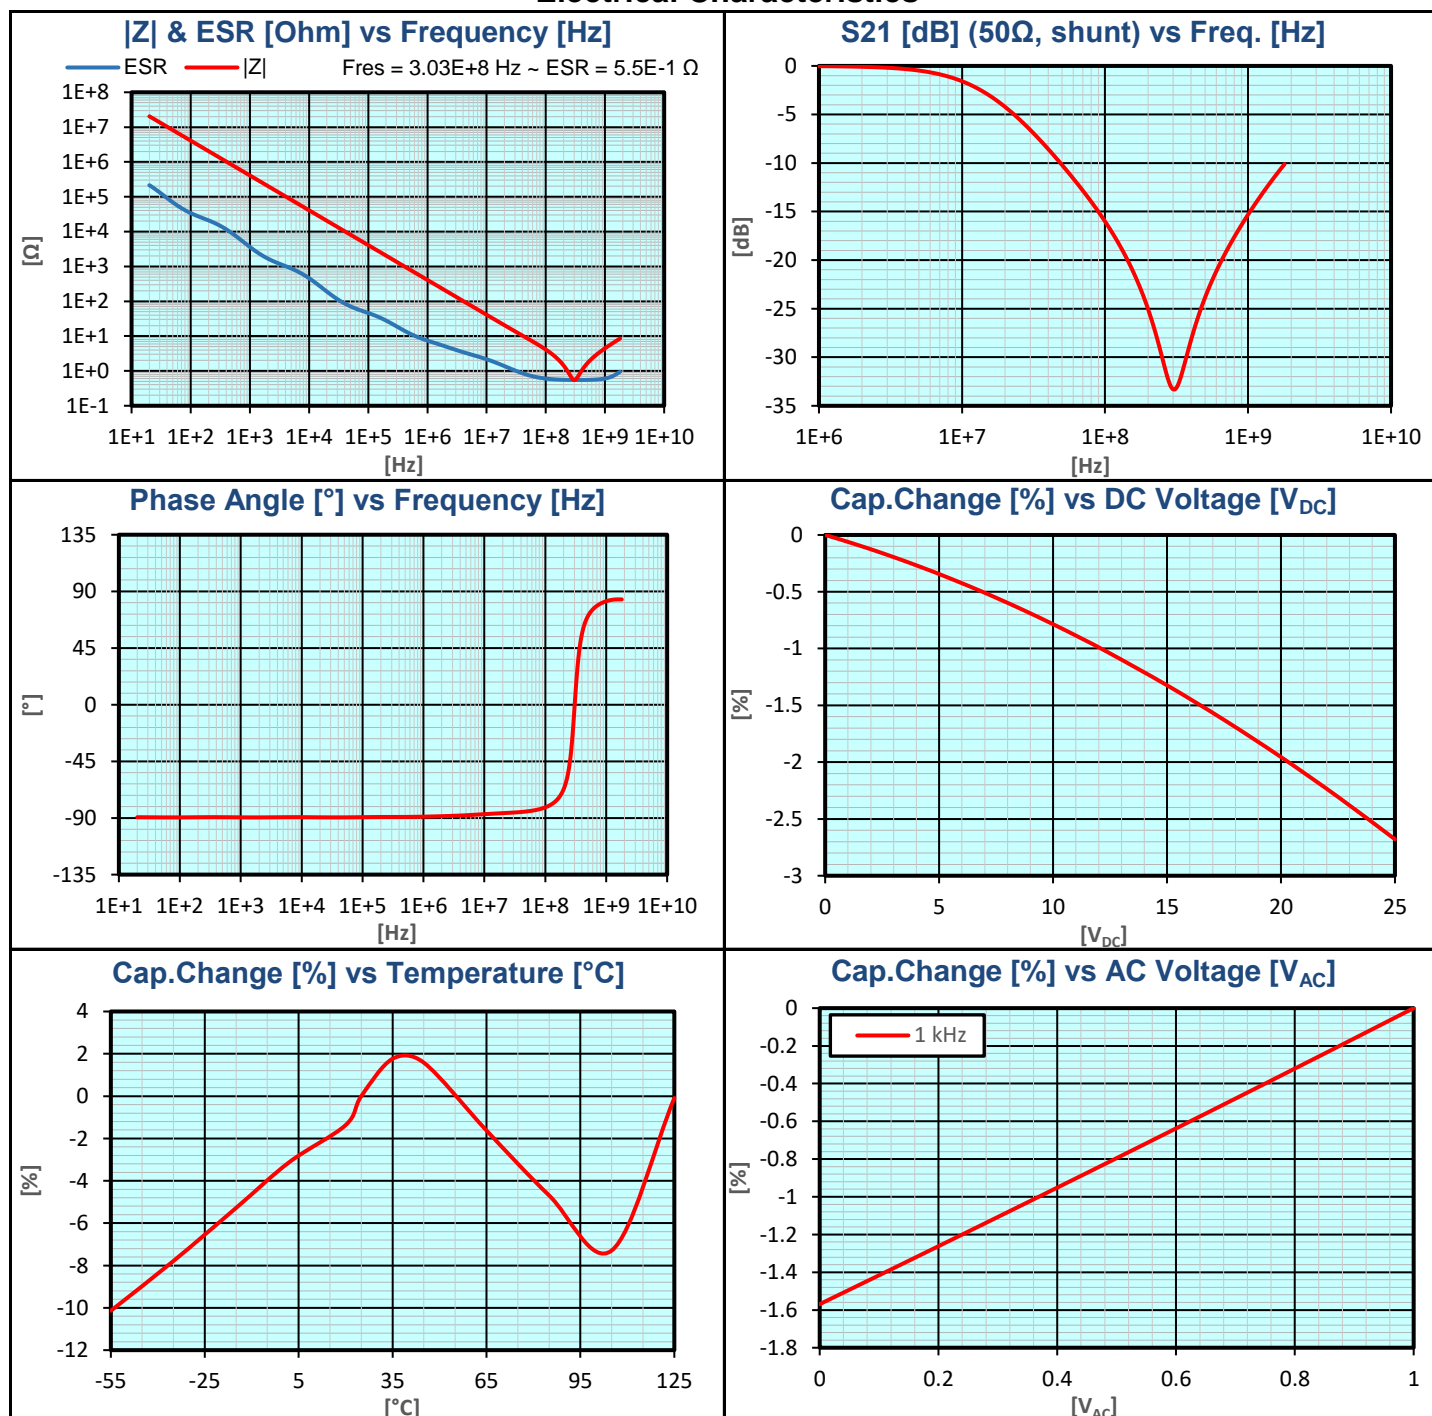 Electrical Characteristics
|Z| & ESR [Ohm] vs Frequency [Hz]
ESR |Z| Fres = 3.03E+8 Hz ~ ESR = 5.5E-1 Ω
1E+8
1E+7
1E+6
1E+5
1E+4
1E+3
1E+2
1E+1
1E+0
1E-1
[Ω]
1E+1 1E+2 1E+3 1E+4 1E+5 1E+6 1E+7 1E+8 1E+9 1E+10
[Hz]
S21 [dB] (50Ω, shunt) vs Freq. [Hz]
0
-5
-10
-15
-20
-25
-30
-35
[dB]
1E+6 1E+7 1E+8 1E+9 1E+10
[Hz]
Phase Angle [°] vs Frequency [Hz]
135
90
45
0
-45
-90
-135
[°]
1E+1 1E+2 1E+3 1E+4 1E+5 1E+6 1E+7 1E+8 1E+9 1E+10
[Hz]
Cap.Change [%] vs DC Voltage [VDC]
0
-0.5
-1
-1.5
-2
-2.5
-3
[%]
0 5 10 15 20 25
[VDC]
Cap.Change [%] vs Temperature [°C]
4
2
0
-2
-4
-6
-8
-10
-12
[%]
-55 -25 5 35 65 95 125
[°C]
Cap.Change [%] vs AC Voltage [VAC]
1 kHz
0
-0.2
-0.4
-0.6
-0.8
-1
-1.2
-1.4
-1.6
-1.8
[%]
0 0.2 0.4 0.6 0.8 1
[VAC]